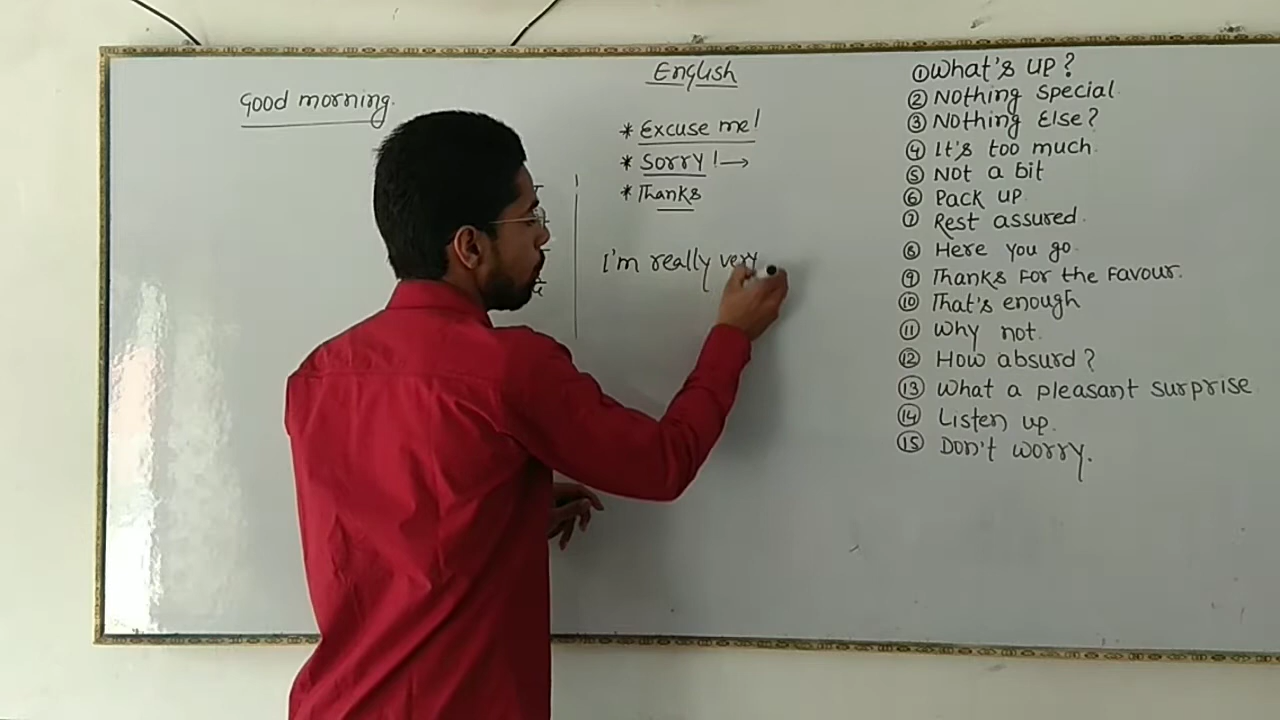 Good morning.
English
* Excuse me!
* Sorry! →
* Thanks
I'm really very
① What's up?
② Nothing special
③ Nothing Else?
④ It's too much.
⑤ Not a bit
⑥ Pack up
⑦ Rest assured.
⑧ Here you go
⑨ Thanks for the favour.
⑩ That's enough
⑪ Why not.
⑫ How absurd?
⑬ What a pleasant surprise
⑭ Listen up.
⑮ Don't worry.